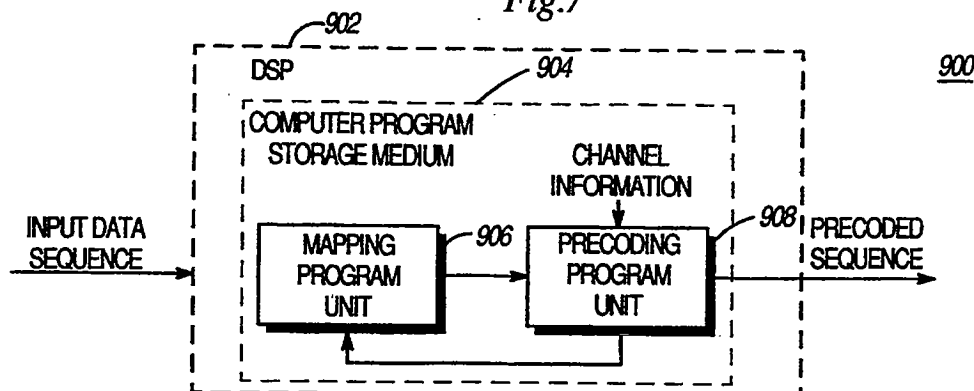 Fig.7
902
DSP
904
900
COMPUTER PROGRAM
STORAGE MEDIUM
CHANNEL
INFORMATION
INPUT DATA
SEQUENCE
MAPPING
PROGRAM
UNIT
906
PRECODING
PROGRAM
UNIT
908
PRECODED
SEQUENCE